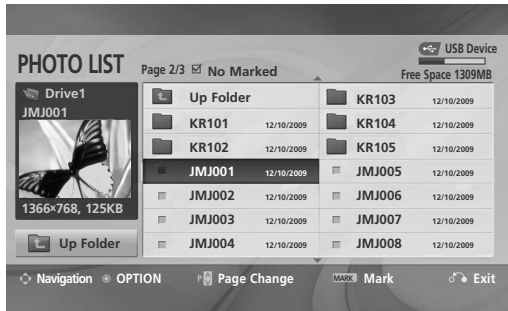 USB Device
PHOTO LIST
Page 2/3 No Marked
Free Space 1309MB
Drive1
JMJ001
1366×768, 125KB
Up Folder
Up Folder
KR101 12/10/2009
KR102 12/10/2009
JMJ001 12/10/2009
JMJ002 12/10/2009
JMJ003 12/10/2009
JMJ004 12/10/2009
KR103 12/10/2009
KR104 12/10/2009
KR105 12/10/2009
JMJ005 12/10/2009
JMJ006 12/10/2009
JMJ007 12/10/2009
JMJ008 12/10/2009
Navigation OPTION P Page Change MARK Mark Exit